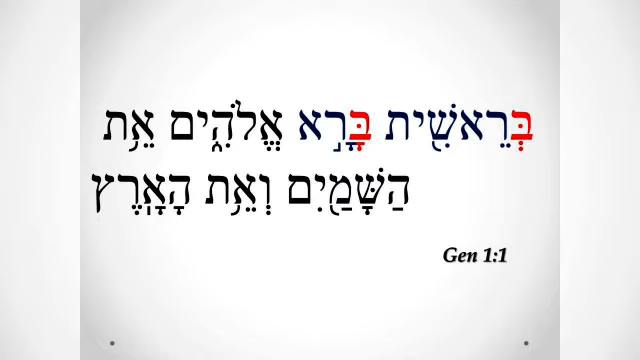 בְּרֵאשִׁ֖ית בָּרָ֣א אֱלֹהִ֑ים אֵ֥ת
הַשָּׁמַ֖יִם וְאֵ֥ת הָאָֽרֶץ
Gen 1:1